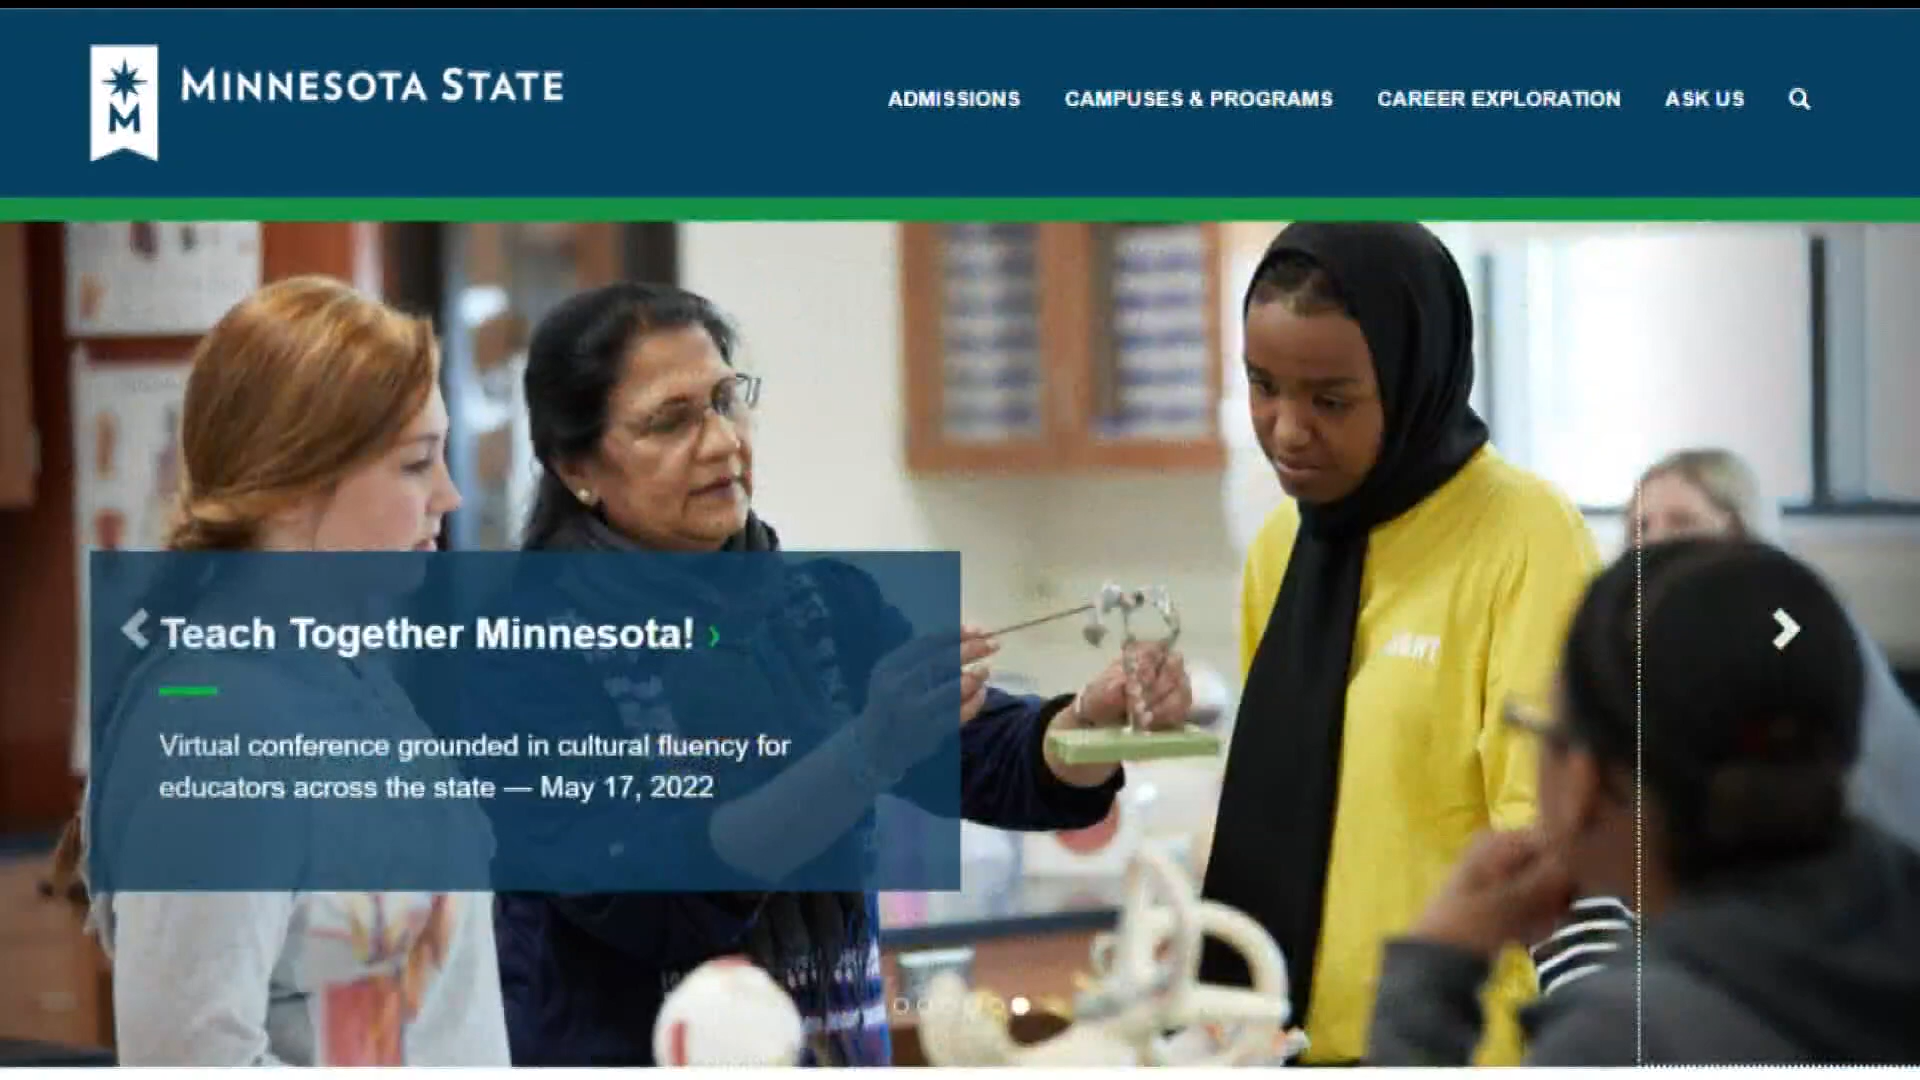 MINNESOTA STATE
M
ADMISSIONS
CAMPUSES & PROGRAMS
CAREER EXPLORATION
ASK US
Teach Together Minnesota! ›
Virtual conference grounded in cultural fluency for
educators across the state — May 17, 2022